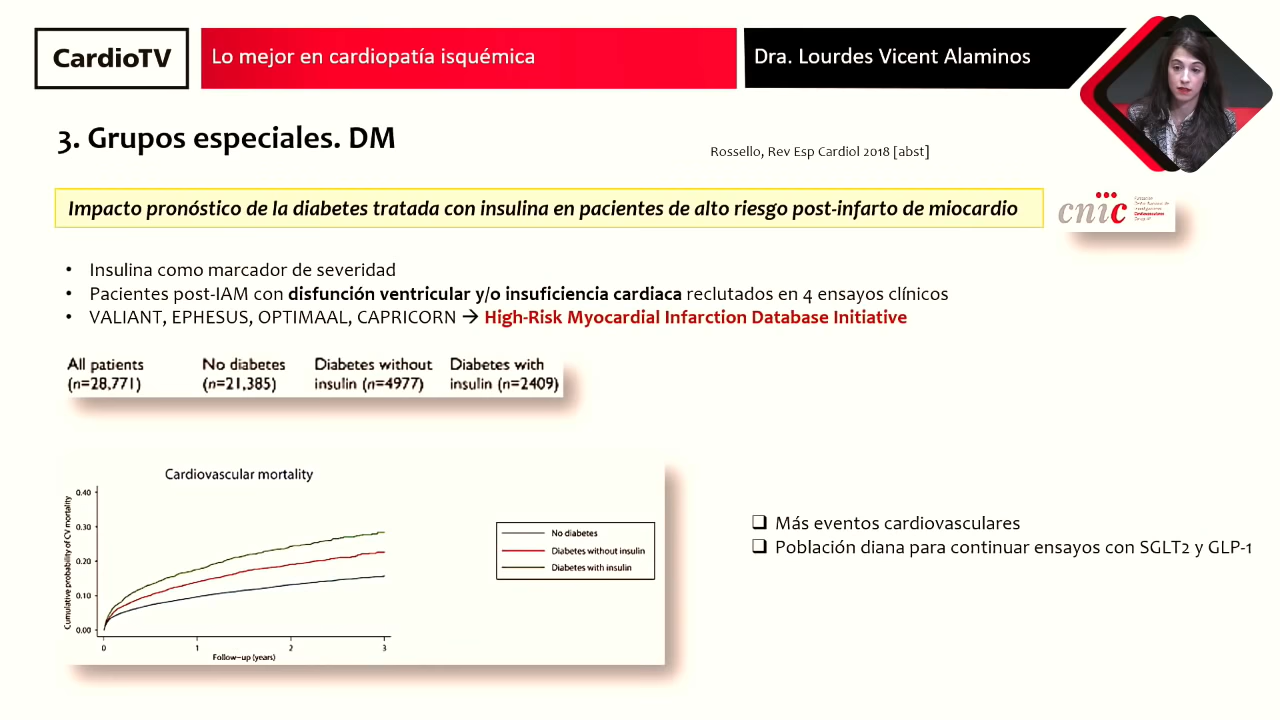 CardioTV
Lo mejor en cardiopatía isquémica
Dra. Lourdes Vicent Alaminos
3. Grupos especiales. DM
Rossello, Rev Esp Cardiol 2018 [abst]
Impacto pronóstico de la diabetes tratada con insulina en pacientes de alto riesgo post-infarto de miocardio
cnic
• Insulina como marcador de severidad
• Pacientes post-IAM con disfunción ventricular y/o insuficiencia cardiaca reclutados en 4 ensayos clínicos
• VALIANT, EPHESUS, OPTIMAAL, CAPRICORN → High-Risk Myocardial Infarction Database Initiative
All patients
(n=28,771)
No diabetes
(n=21,385)
Diabetes without
insulin (n=4977)
Diabetes with
insulin (n=2409)
Cardiovascular mortality
Cumulative probability of CV mortality
0.40
0.30
0.20
0.10
0.00
0 1 2 3
Follow-up (years)
No diabetes
Diabetes without insulin
Diabetes with insulin
❑ Más eventos cardiovasculares
❑ Población diana para continuar ensayos con SGLT2 y GLP-1